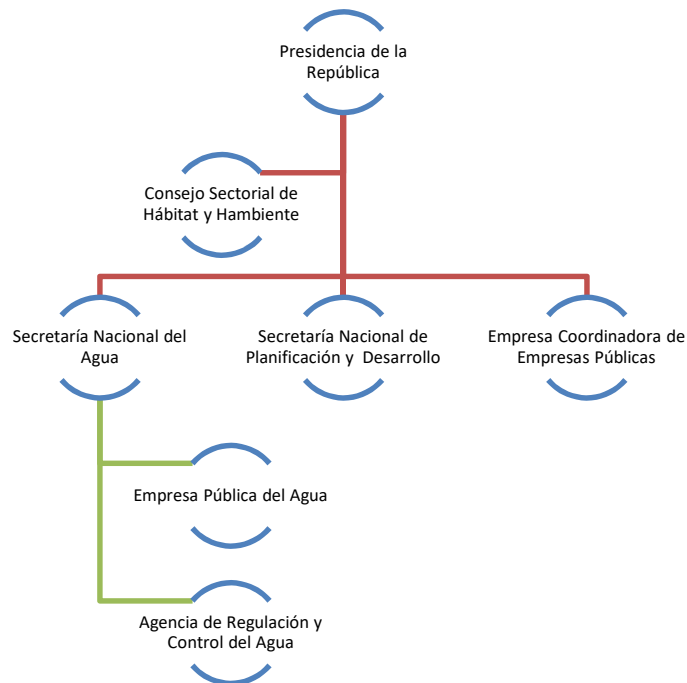 Presidencia de la
República
Consejo Sectorial de
Hábitat y Hambiente
Secretaría Nacional del
Agua
Secretaría Nacional de
Planificación y Desarrollo
Empresa Coordinadora de
Empresas Públicas
Empresa Pública del Agua
Agencia de Regulación y
Control del Agua